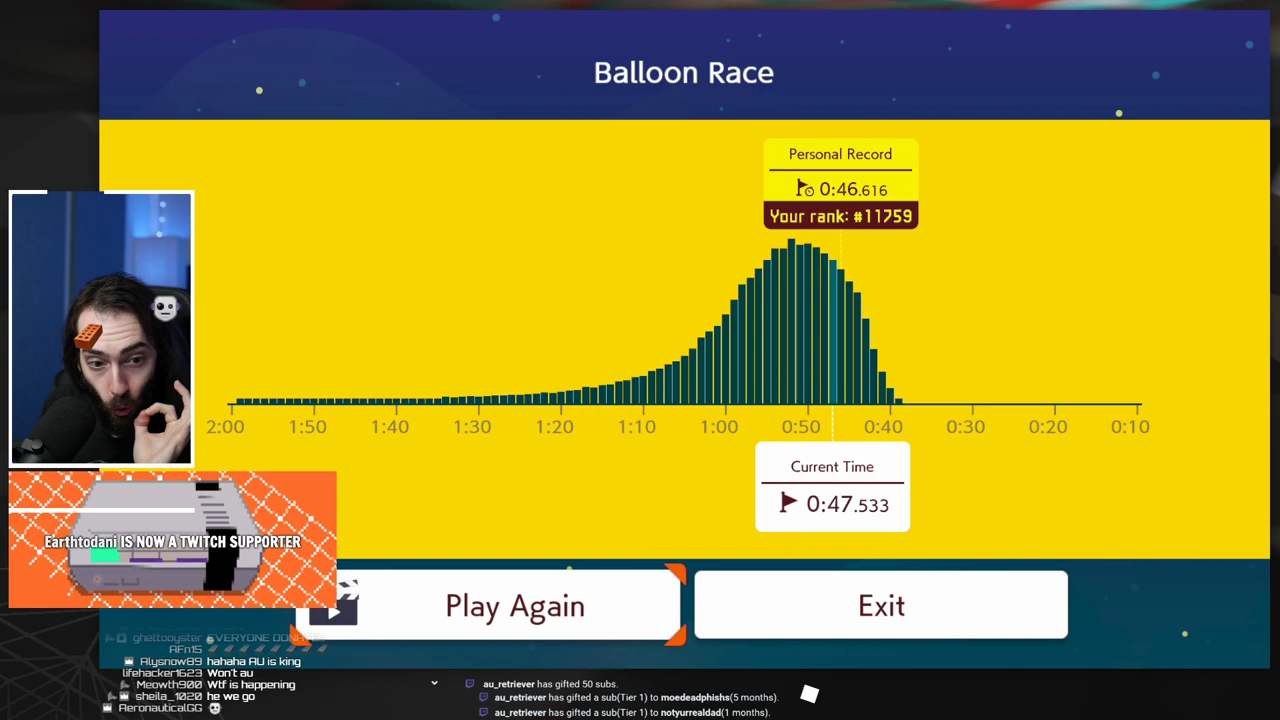 Balloon Race
Personal Record
0:46.616
Your rank: #11759
2:00 1:50 1:40 1:30 1:20 1:10 1:00 0:50 0:40 0:30 0:20 0:10
Current Time
0:47.533
Earthtodani IS NOW A TWITCH SUPPORTER
Play Again
Exit
ghettooyster EVERYONE
AFn15
Alysnow89 hahaha AU is king
lifehacker1623 Won't au
Meowth900 Wtf is happening
sheila_1020 he we go
AeronauticalGG
au_retriever has gifted 50 subs.
au_retriever has gifted a sub(Tier 1) to moedeadphishs(5 months).
au_retriever has gifted a sub(Tier 1) to notyurrealdad(1 months).